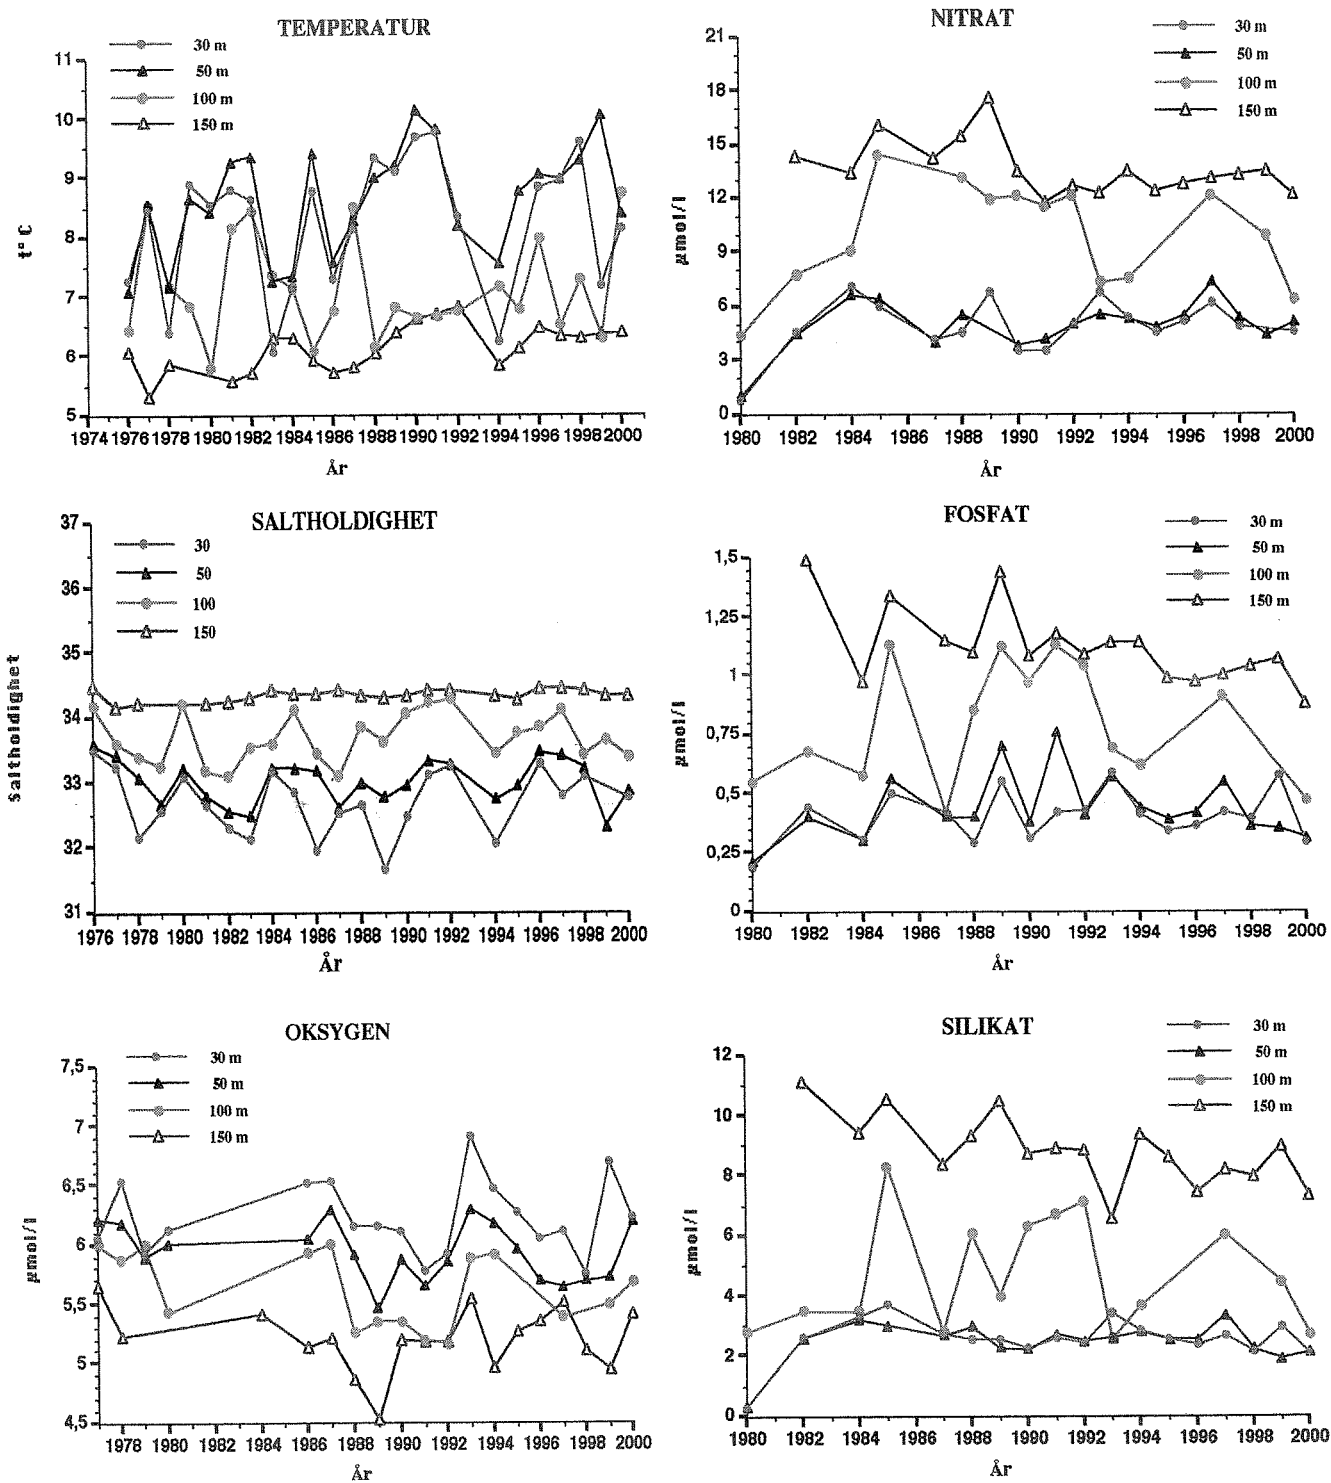 TEMPERATUR
30 m
50 m
100 m
150 m
11
10
9
8
7
6
5
t° C
1974 1976 1978 1980 1982 1984 1986 1988 1990 1992 1994 1996 1998 2000
År
NITRAT
30 m
50 m
100 m
150 m
21
18
15
12
9
6
3
0
µmol/l
1980 1982 1984 1986 1988 1990 1992 1994 1996 1998 2000
År
SALTHOLDIGHET
30
50
100
150
37
36
35
34
33
32
31
Saltholdighet
1976 1978 1980 1982 1984 1986 1988 1990 1992 1994 1996 1998 2000
År
FOSFAT
30 m
50 m
100 m
150 m
1,5
1,25
1
0,75
0,5
0,25
0
µmol/l
1980 1982 1984 1986 1988 1990 1992 1994 1996 1998 2000
År
OKSYGEN
30 m
50 m
100 m
150 m
7,5
7
6,5
6
5,5
5
4,5
µmol/l
1978 1980 1982 1984 1986 1988 1990 1992 1994 1996 1998 2000
År
SILIKAT
30 m
50 m
100 m
150 m
12
10
8
6
4
2
0
µmol/l
1980 1982 1984 1986 1988 1990 1992 1994 1996 1998 2000
År